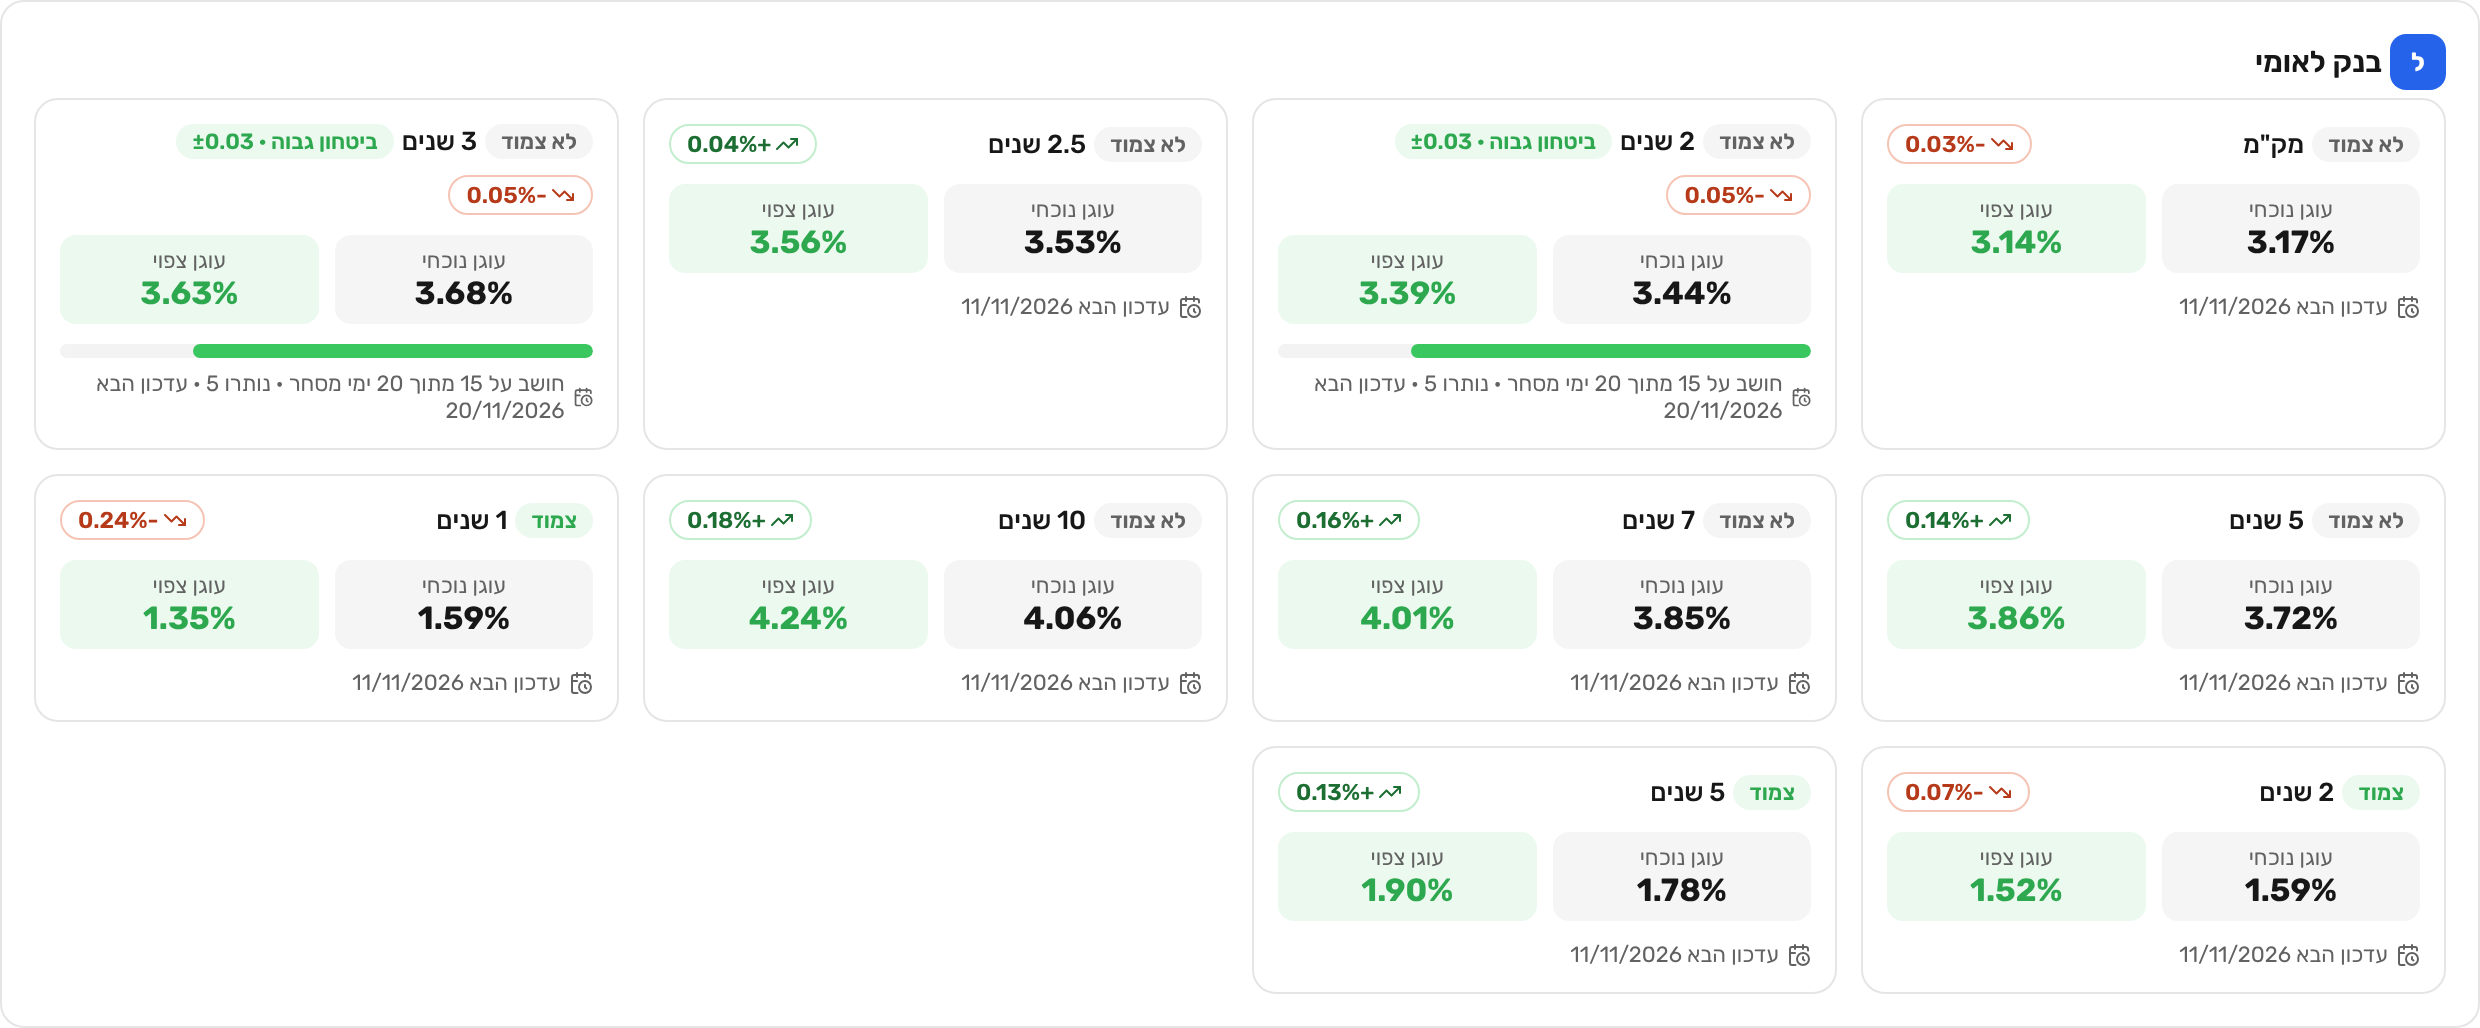 ל
בנק לאומי
לא צמוד
מק"מ
-0.03%
עוגן נוכחי
3.17%
עוגן צפוי
3.14%
עדכון הבא 11/11/2026
לא צמוד
2 שנים
ביטחון גבוה • ±0.03
-0.05%
עוגן נוכחי
3.44%
עוגן צפוי
3.39%
חושב על 15 מתוך 20 ימי מסחר • נותרו 5 • עדכון הבא
20/11/2026
לא צמוד
2.5 שנים
+0.04%
עוגן נוכחי
3.53%
עוגן צפוי
3.56%
עדכון הבא 11/11/2026
לא צמוד
3 שנים
ביטחון גבוה • ±0.03
-0.05%
עוגן נוכחי
3.68%
עוגן צפוי
3.63%
חושב על 15 מתוך 20 ימי מסחר • נותרו 5 • עדכון הבא
20/11/2026
לא צמוד
5 שנים
+0.14%
עוגן נוכחי
3.72%
עוגן צפוי
3.86%
עדכון הבא 11/11/2026
לא צמוד
7 שנים
+0.16%
עוגן נוכחי
3.85%
עוגן צפוי
4.01%
עדכון הבא 11/11/2026
לא צמוד
10 שנים
+0.18%
עוגן נוכחי
4.06%
עוגן צפוי
4.24%
עדכון הבא 11/11/2026
צמוד
1 שנים
-0.24%
עוגן נוכחי
1.59%
עוגן צפוי
1.35%
עדכון הבא 11/11/2026
צמוד
2 שנים
-0.07%
עוגן נוכחי
1.59%
עוגן צפוי
1.52%
עדכון הבא 11/11/2026
צמוד
5 שנים
+0.13%
עוגן נוכחי
1.78%
עוגן צפוי
1.90%
עדכון הבא 11/11/2026